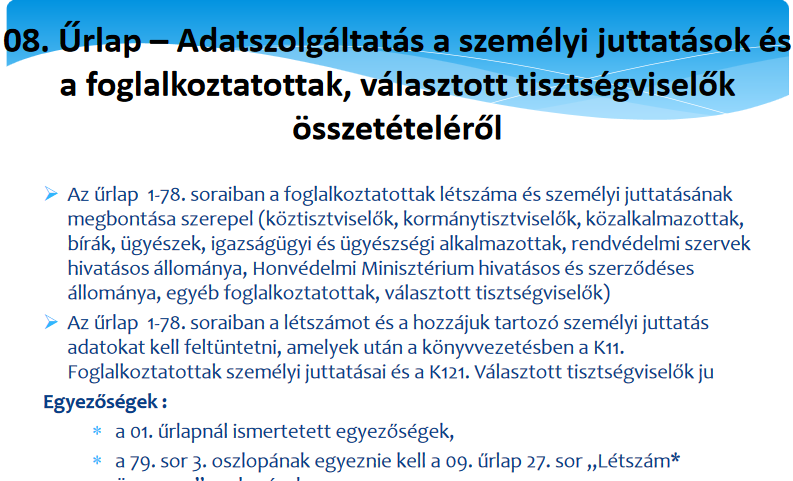 08. Űrlap – Adatszolgáltatás a személyi juttatások és
a foglalkoztatottak, választott tisztségviselők
összetételéről
Az űrlap 1-78. soraiban a foglalkoztatottak létszáma és személyi juttatásának
megbontása szerepel (köztisztviselők, kormánytisztviselők, közalkalmazottak,
bírák, ügyészek, igazságügyi és ügyészségi alkalmazottak, rendvédelmi szervek
hivatásos állománya, Honvédelmi Minisztérium hivatásos és szerződéses
állománya, egyéb foglalkoztatottak, választott tisztségviselők)
Az űrlap 1-78. soraiban a létszámot és a hozzájuk tartozó személyi juttatás
adatokat kell feltüntetni, amelyek után a könyvvezetésben a K11.
Foglalkoztatottak személyi juttatásai és a K121. Választott tisztségviselők ju
Egyezőségek :
a 01. űrlapnál ismertetett egyezőségek,
a 79. sor 3. oszlopának egyeznie kell a 09. űrlap 27. sor „Létszám*